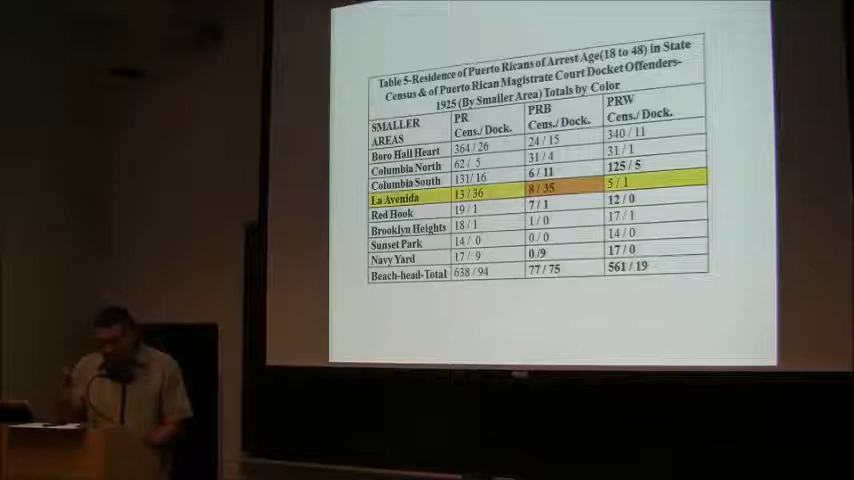 Table 5-Residence of Puerto Ricans of Arrest Age(18 to 48) in State
Census & of Puerto Rican Magistrate Court Docket Offenders-
1925 (By Smaller Area) Totals by Color
SMALLER AREAS PR Cens./ Dock. PRB Cens./ Dock. PRW Cens./ Dock.
Boro Hall Heart 364 / 26 24 / 15 340 / 11
Columbia North 62 / 5 31 / 4 31 / 1
Columbia South 131/ 16 6 / 11 125 / 5
La Avenida 13 / 36 8 / 35 5 / 1
Red Hook 19 / 1 7 / 1 12 / 0
Brooklyn Heights 18 / 1 1 / 0 17 / 1
Sunset Park 14 / 0 0 / 0 14 / 0
Navy Yard 17 / 9 0 /9 17 / 0
Beach-head-Total 638 / 94 77 / 75 561 / 19